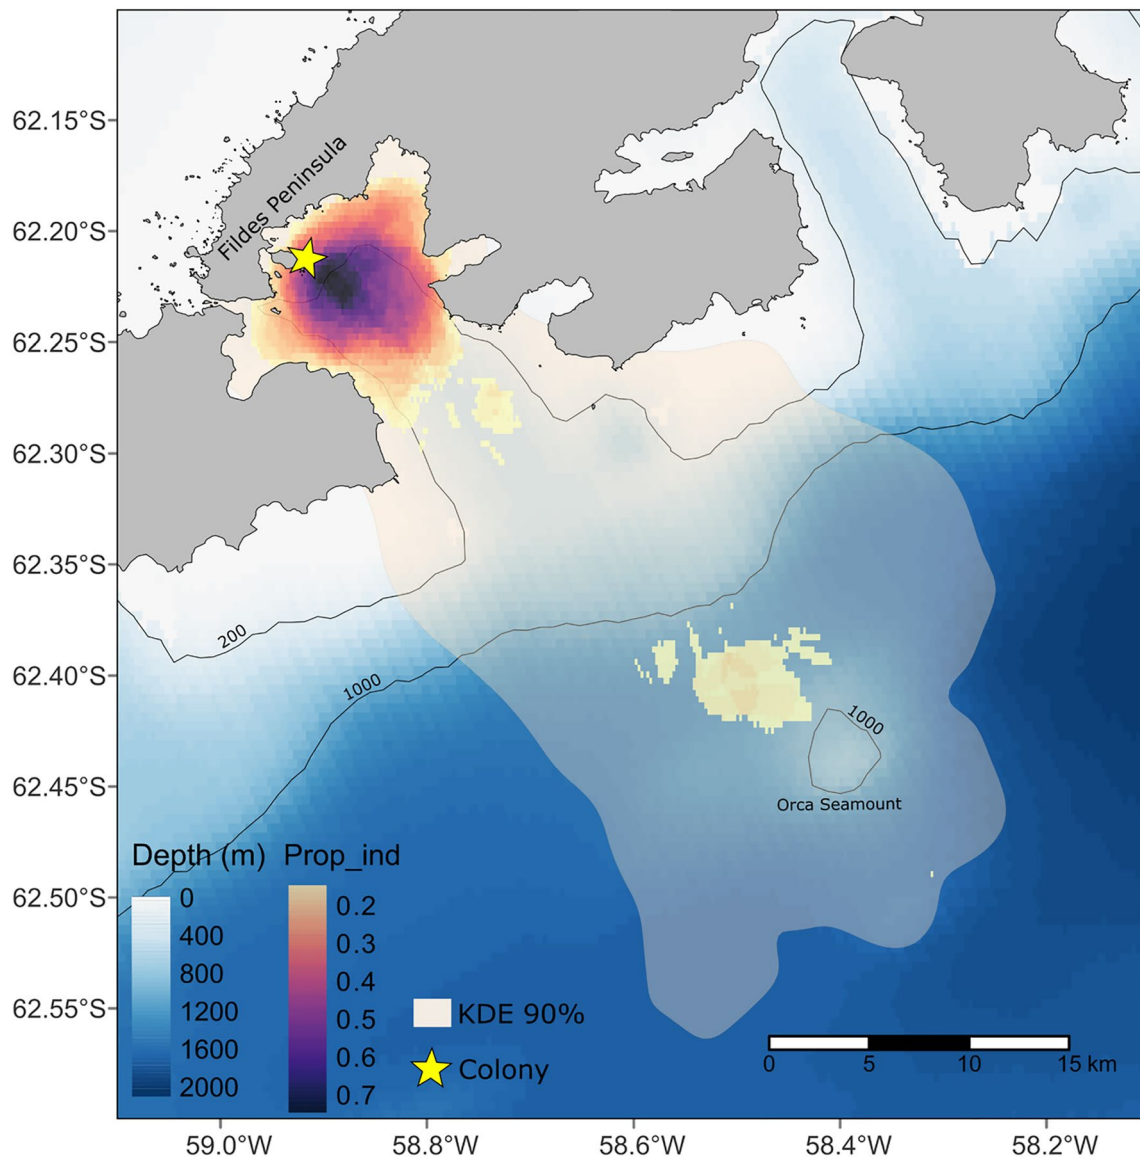 62.15°S
62.20°S
62.25°S
62.30°S
62.35°S
62.40°S
62.45°S
62.50°S
62.55°S
Fildes Peninsula
200
1000
1000
Orca Seamount
Depth (m)
0
400
800
1200
1600
2000
Prop_ind
0.2
0.3
0.4
0.5
0.6
0.7
KDE 90%
Colony
0 5 10 15 km
59.0°W 58.8°W 58.6°W 58.4°W 58.2°W